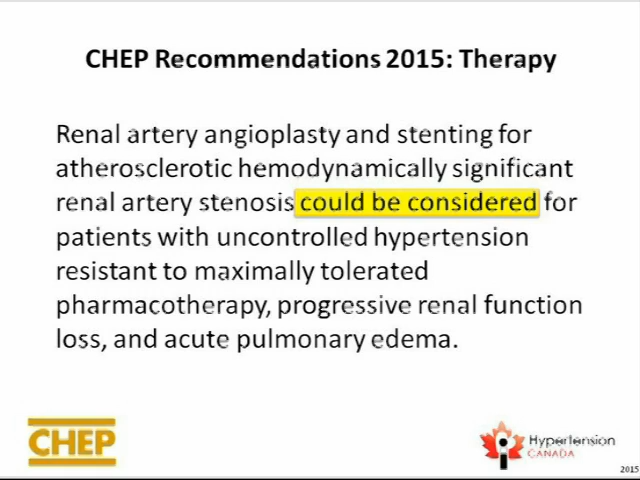 CHEP Recommendations 2015: Therapy
Renal artery angioplasty and stenting for
atherosclerotic hemodynamically significant
renal artery stenosis could be considered for
patients with uncontrolled hypertension
resistant to maximally tolerated
pharmacotherapy, progressive renal function
loss, and acute pulmonary edema.
CHEP
Hypertension
CANADA
2015